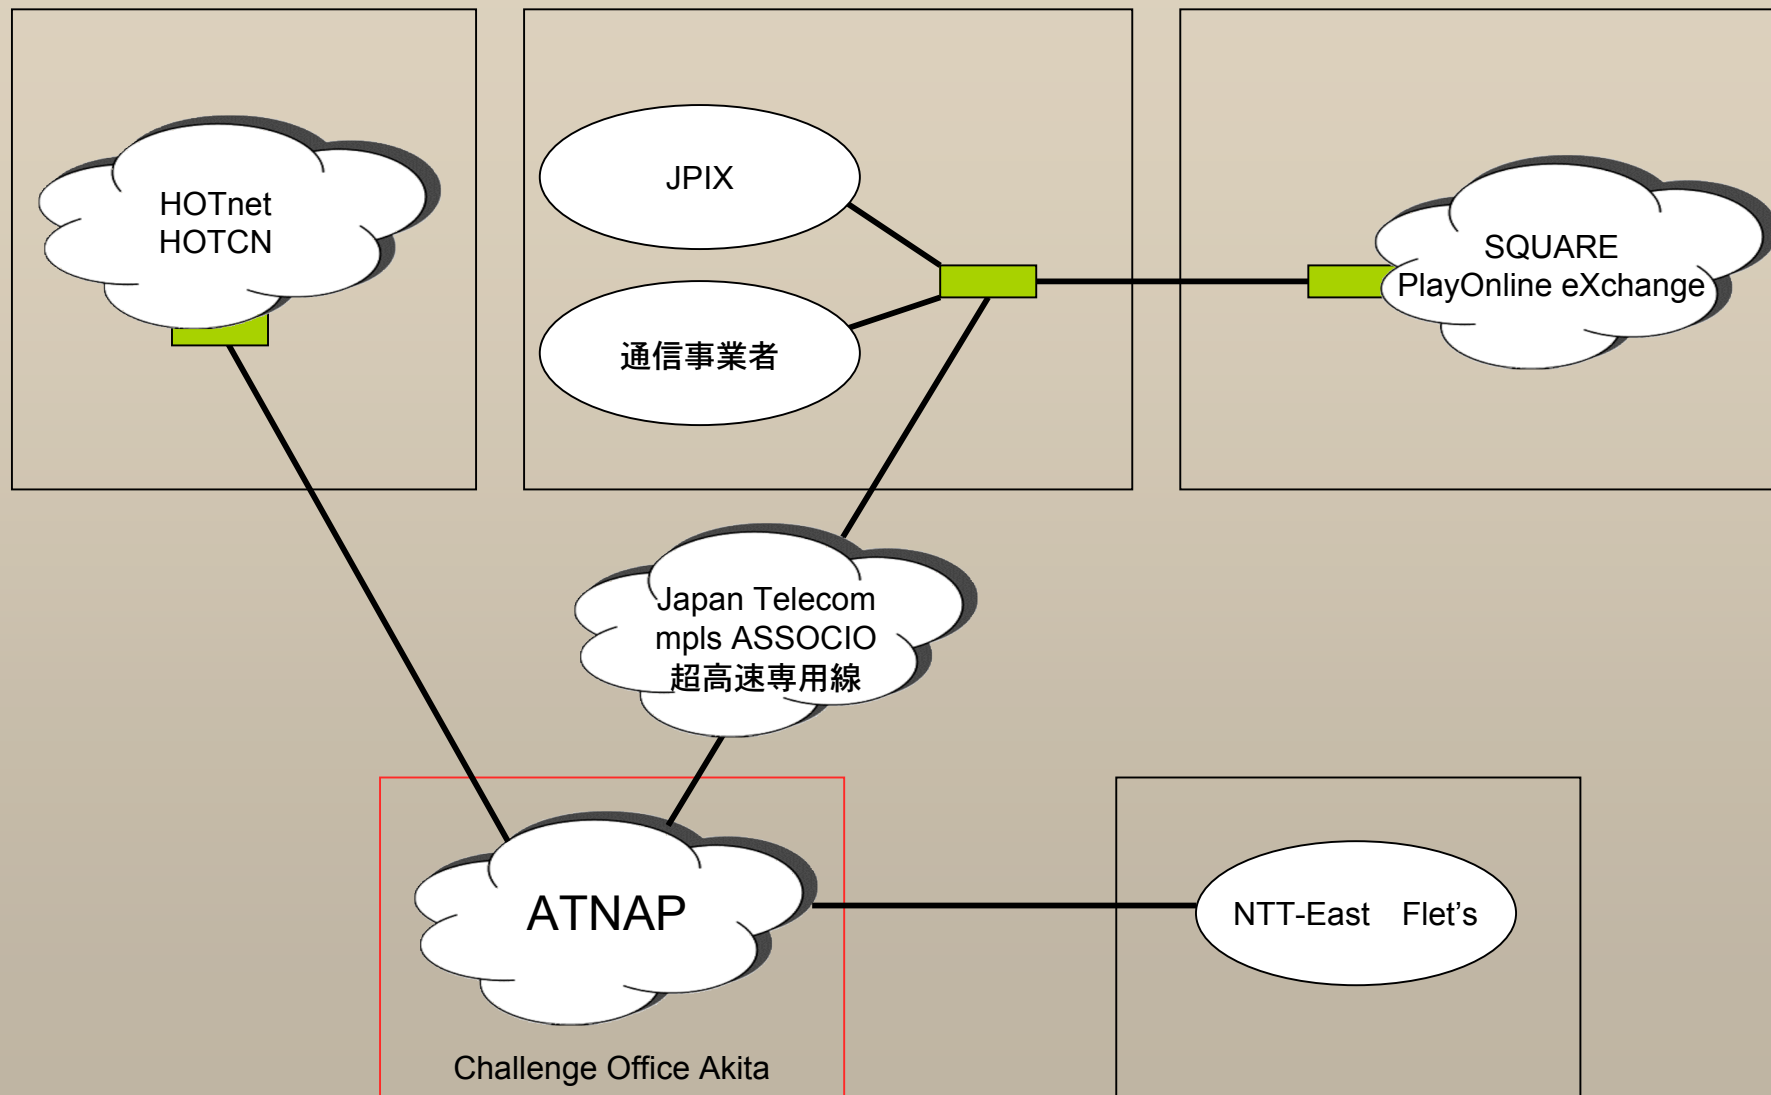 HOTnet
HOTCN
JPIX
通信事業者
SQUARE
PlayOnline eXchange
Japan Telecom
mpls ASSOCIO
超高速専用線
ATNAP
Challenge Office Akita
NTT-East　Flet’s